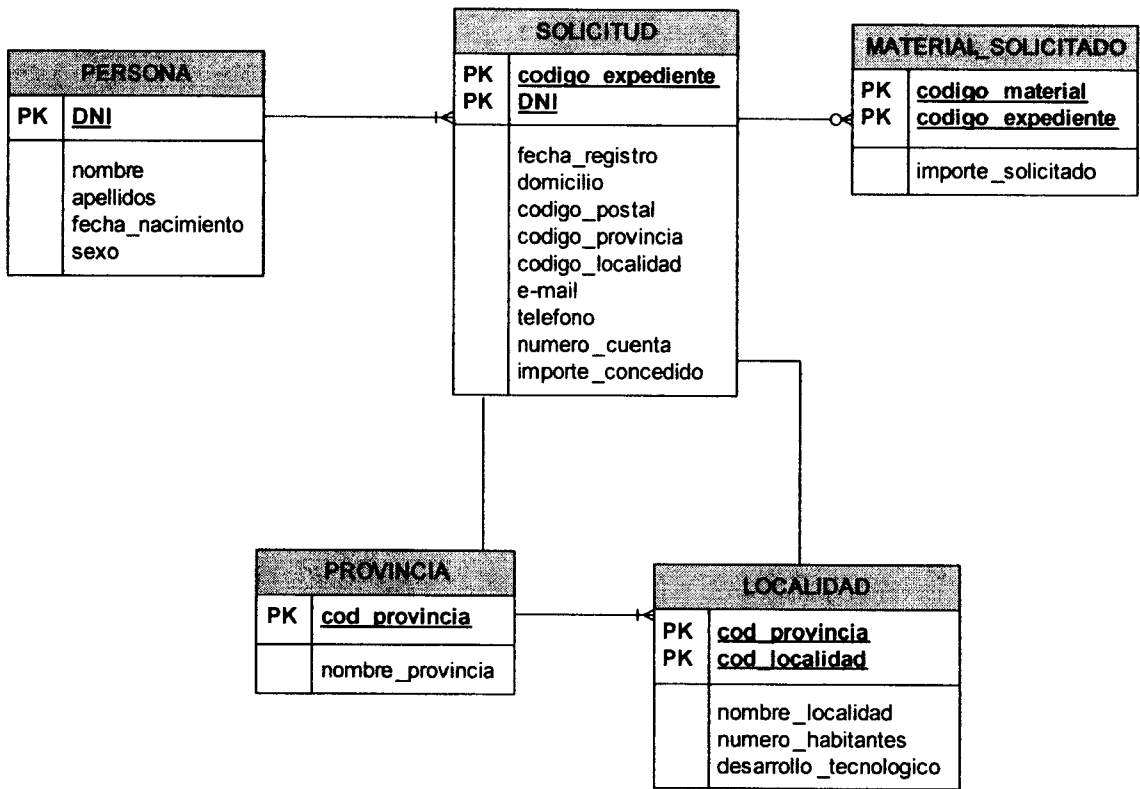 PERSONA
PK DNI
nombre
apellidos
fecha_nacimiento
sexo
SOLICITUD
PK codigo_expediente
PK DNI
fecha_registro
domicilio
codigo_postal
codigo_provincia
codigo_localidad
e-mail
telefono
numero_cuenta
importe_concedido
MATERIAL_SOLICITADO
PK codigo_material
PK codigo_expediente
importe_solicitado
PROVINCIA
PK cod_provincia
nombre_provincia
LOCALIDAD
PK cod_provincia
PK cod_localidad
nombre_localidad
numero_habitantes
desarrollo_tecnologico